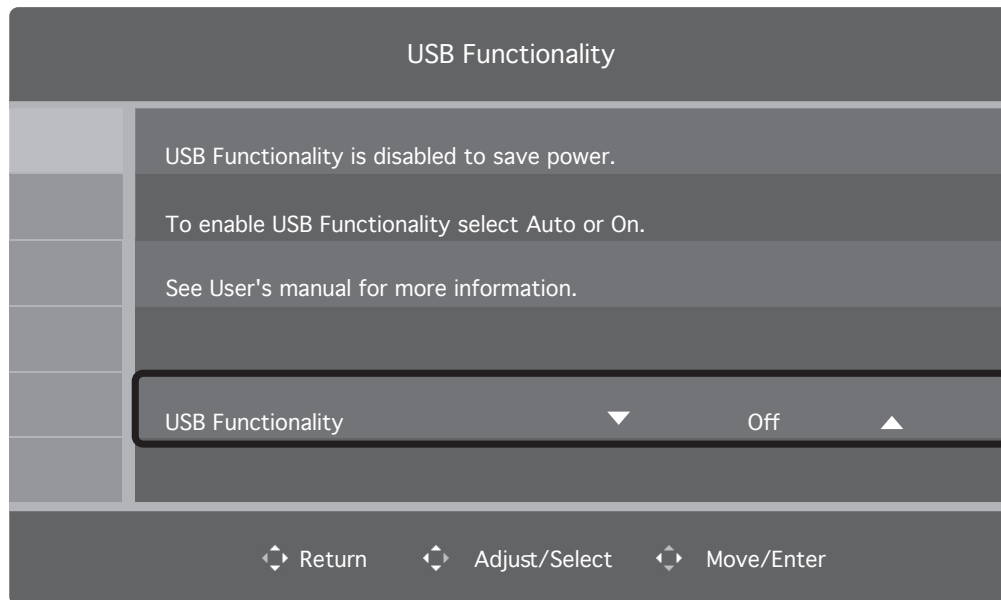 USB Functionality
USB Functionality is disabled to save power.
To enable USB Functionality select Auto or On.
See User's manual for more information.
USB Functionality Off
Return Adjust/Select Move/Enter